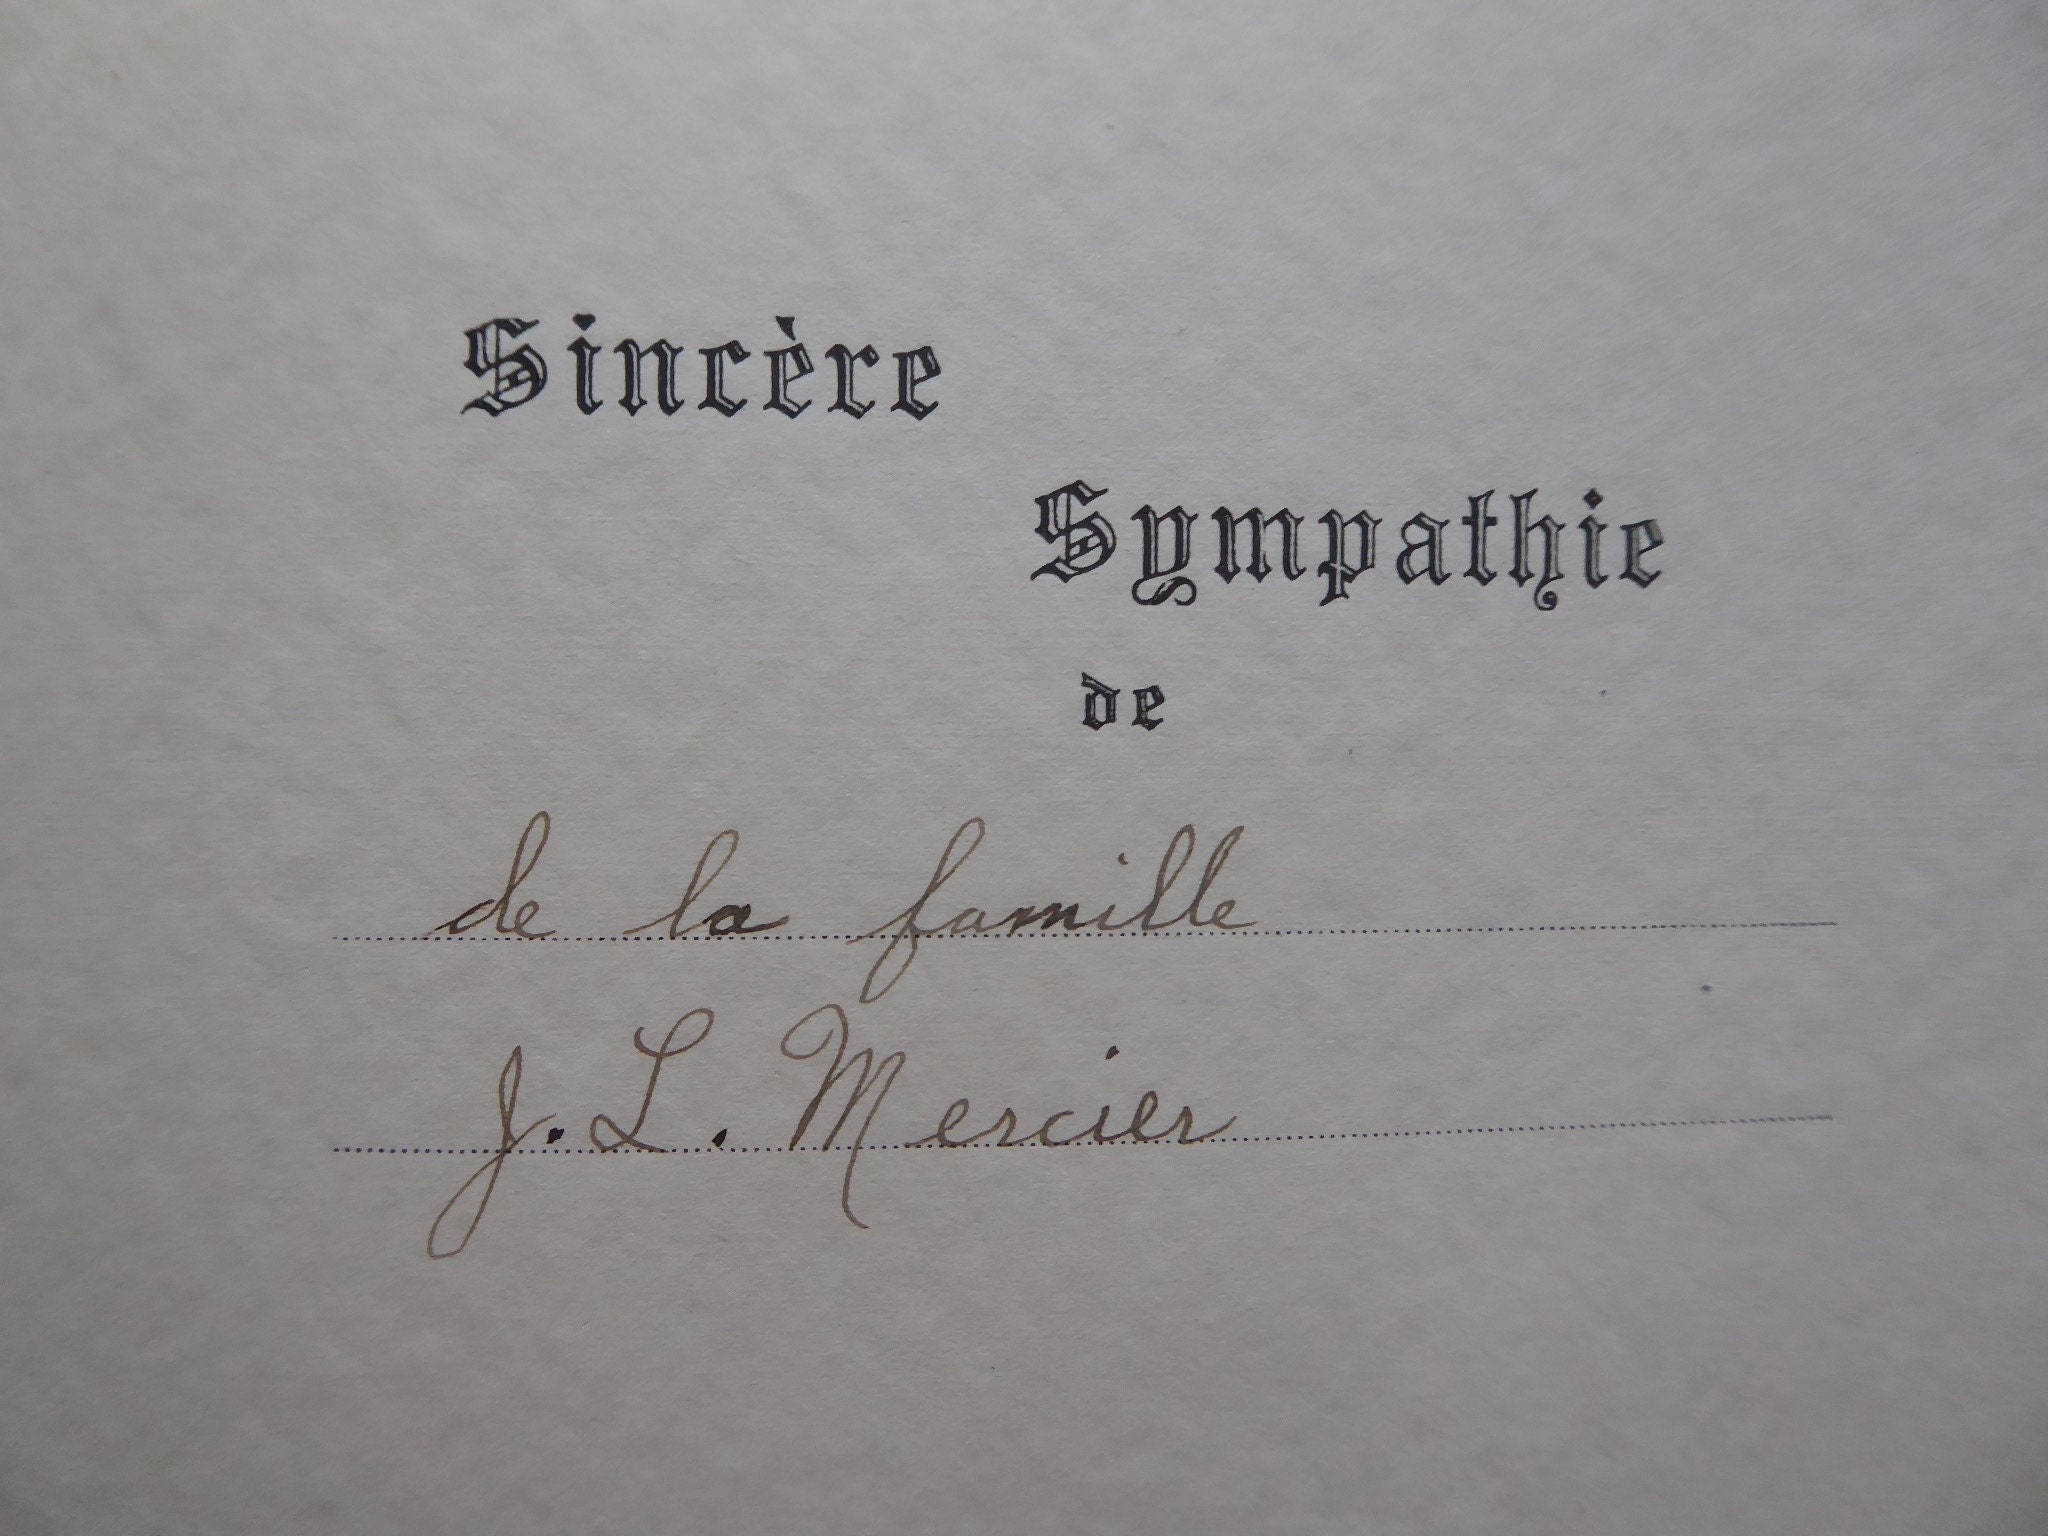 Sincère
Sympathie
de
de la famille
J. L. Mercier